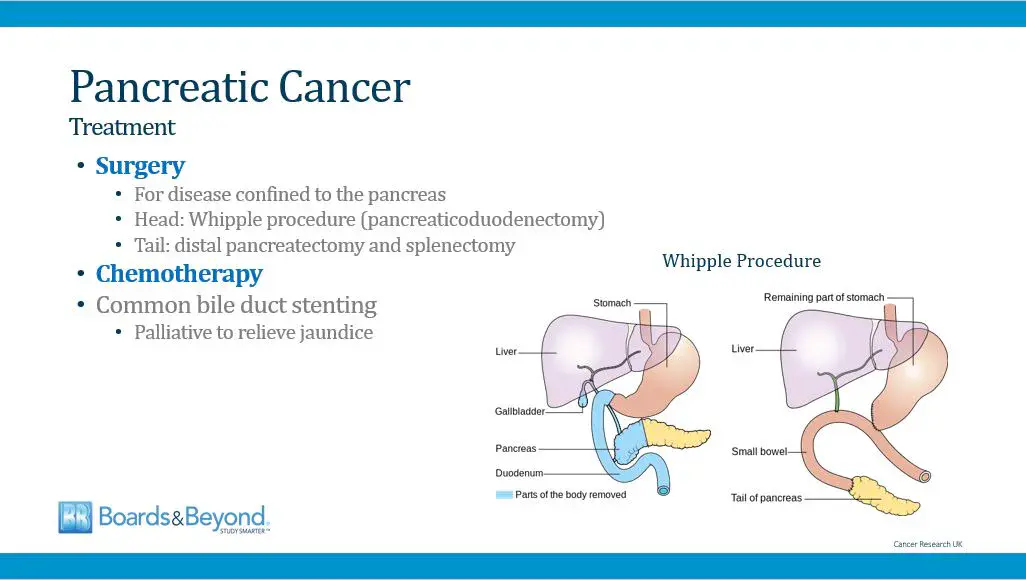 Pancreatic Cancer
Treatment
• Surgery
• For disease confined to the pancreas
• Head: Whipple procedure (pancreaticoduodenectomy)
• Tail: distal pancreatectomy and splenectomy
• Chemotherapy
• Common bile duct stenting
• Palliative to relieve jaundice
Whipple Procedure
Stomach
Liver
Gallbladder
Pancreas
Duodenum
Parts of the body removed
Remaining part of stomach
Liver
Small bowel
Tail of pancreas
BB Boards&Beyond.
STUDY SMARTER™
Cancer Research UK